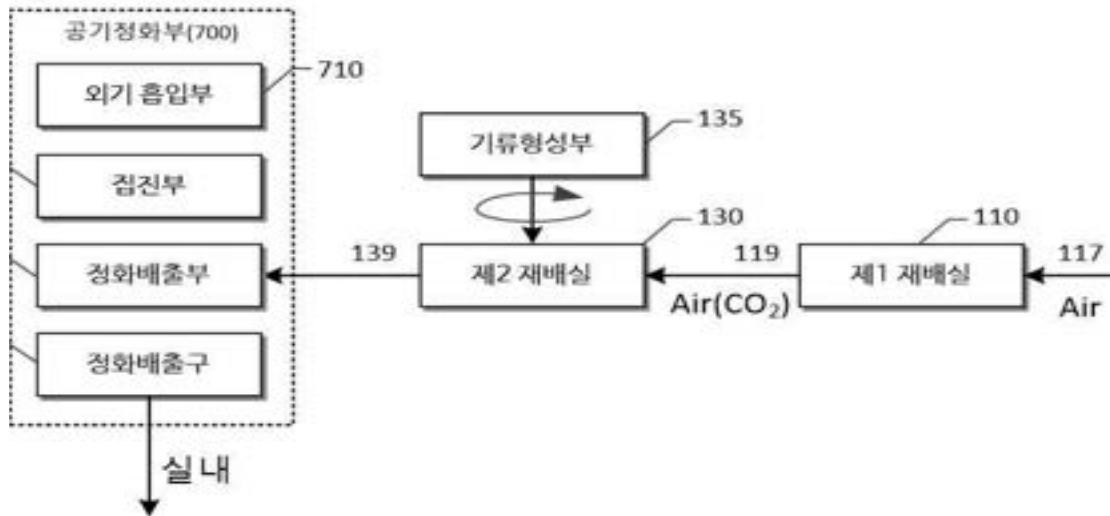 공기정화부(700)
외기 흡입부
710
집진부
정화배출부
정화배출구
실내
기류형성부
135
139
제2 재배실
130
119
Air(CO₂)
제1 재배실
110
117
Air